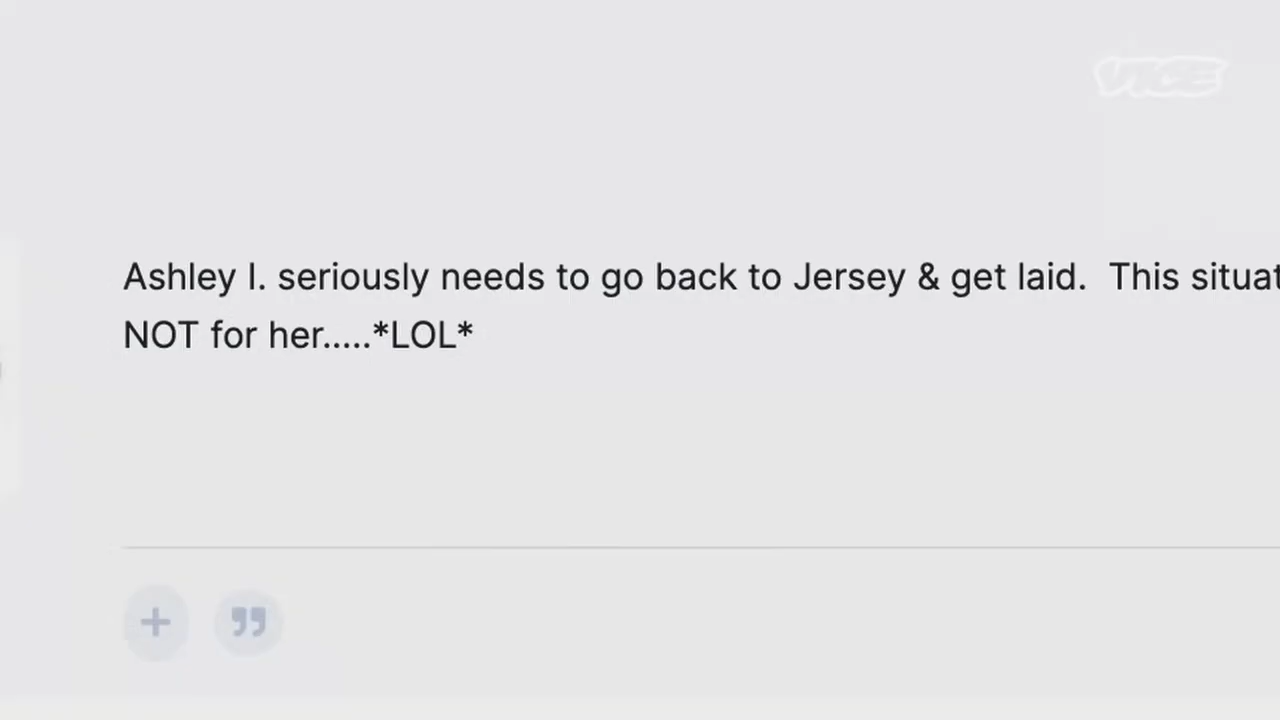 VICE
Ashley I. seriously needs to go back to Jersey & get laid.  This situat
NOT for her.....*LOL*